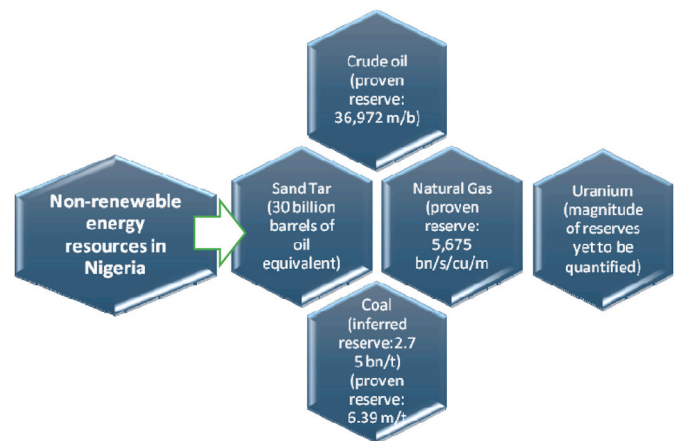 Non-renewable
energy
resources in
Nigeria
Crude oil
(proven
reserve:
36,972 m/b)
Sand Tar
(30 billion
barrels of
oil
equivalent)
Natural Gas
(proven
reserve:
5,675
bn/s/cu/m
Uranium
(magnitude
of reserves
yet to be
quantified)
Coal
(inferred
reserve:2.7
5 bn/t)
(proven
reserve:
6.39 m/t